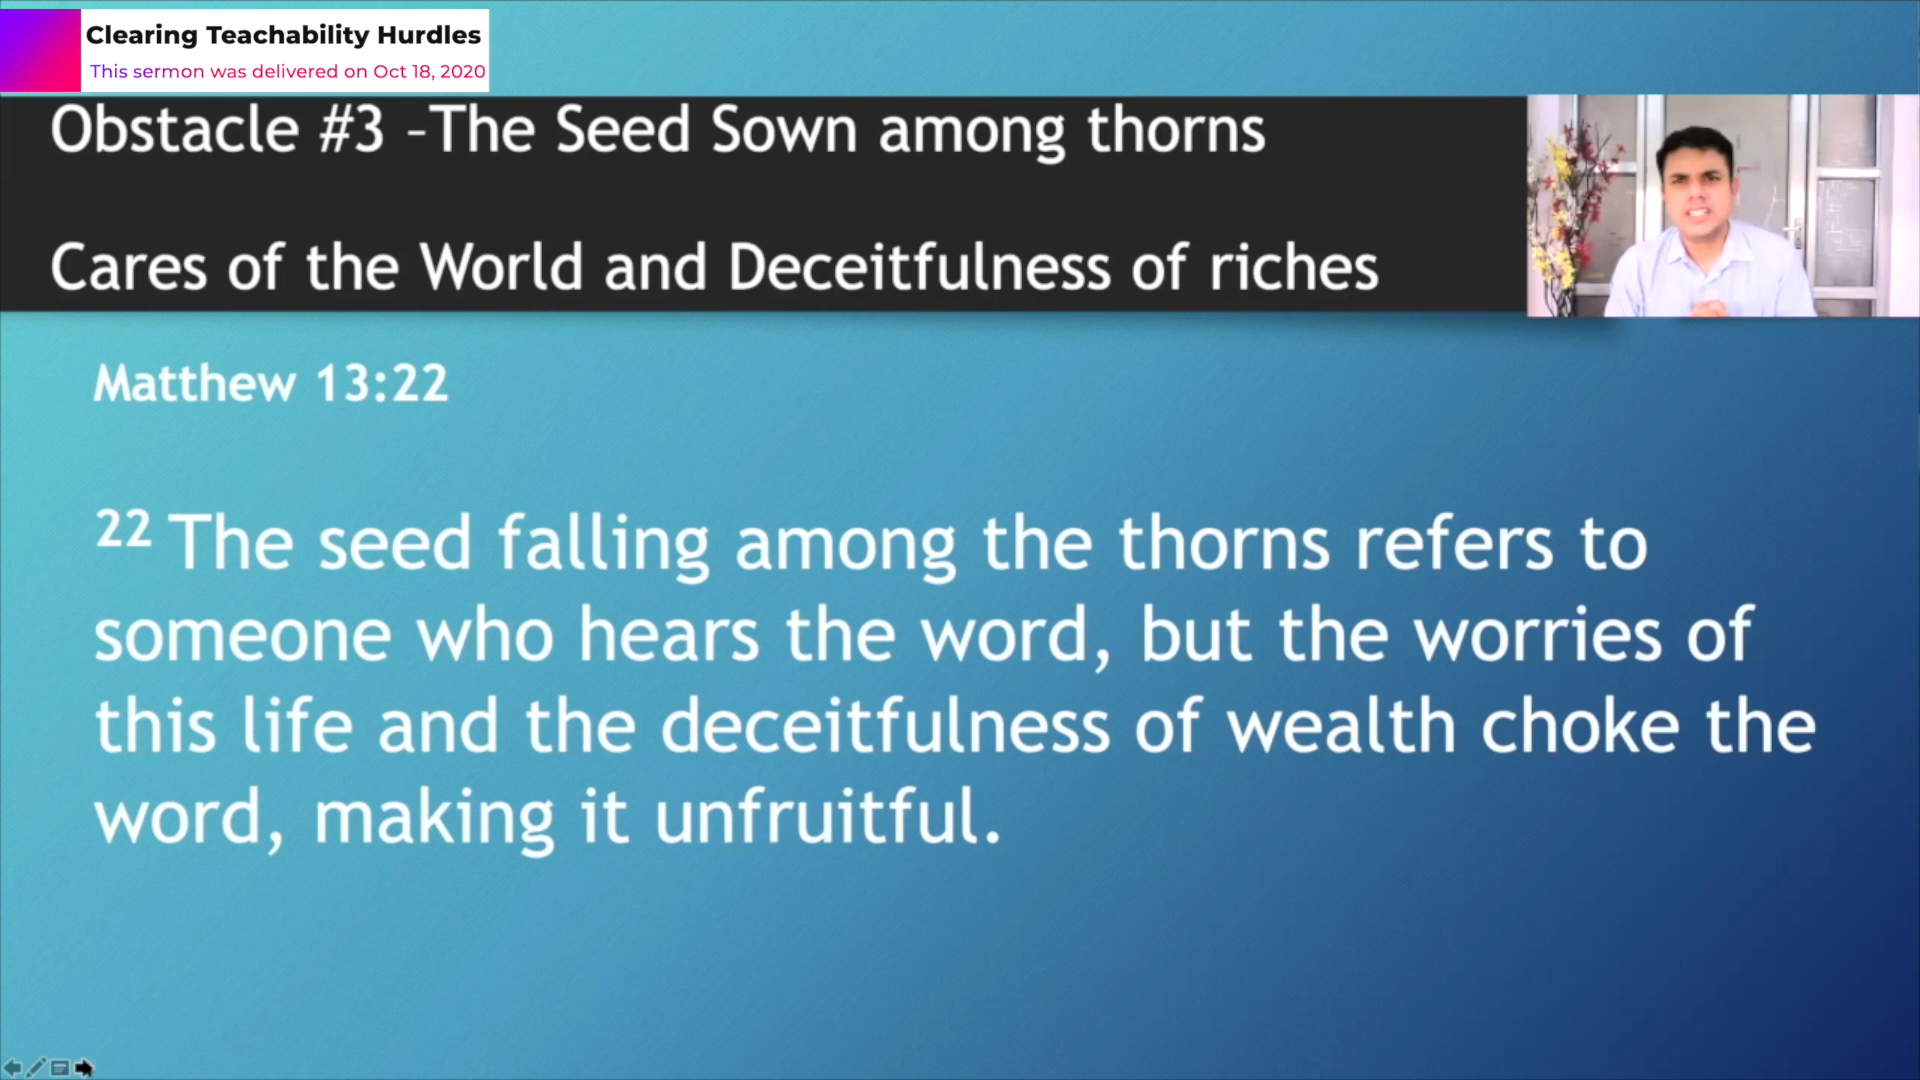 Clearing Teachability Hurdles
This sermon was delivered on Oct 18, 2020
Obstacle #3 –The Seed Sown among thorns
Cares of the World and Deceitfulness of riches
Matthew 13:22
22 The seed falling among the thorns refers to
someone who hears the word, but the worries of
this life and the deceitfulness of wealth choke the
word, making it unfruitful.